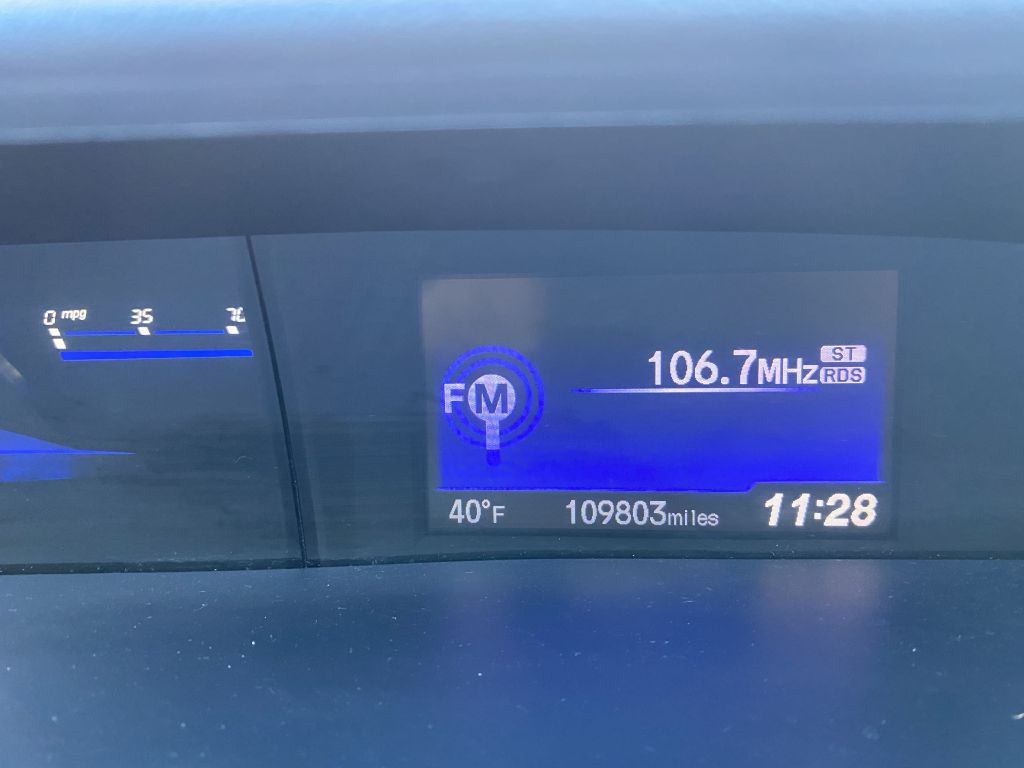 0 mpg 35 70
106.7MHz ST
RDS
FM
40°F 109803miles 11:28